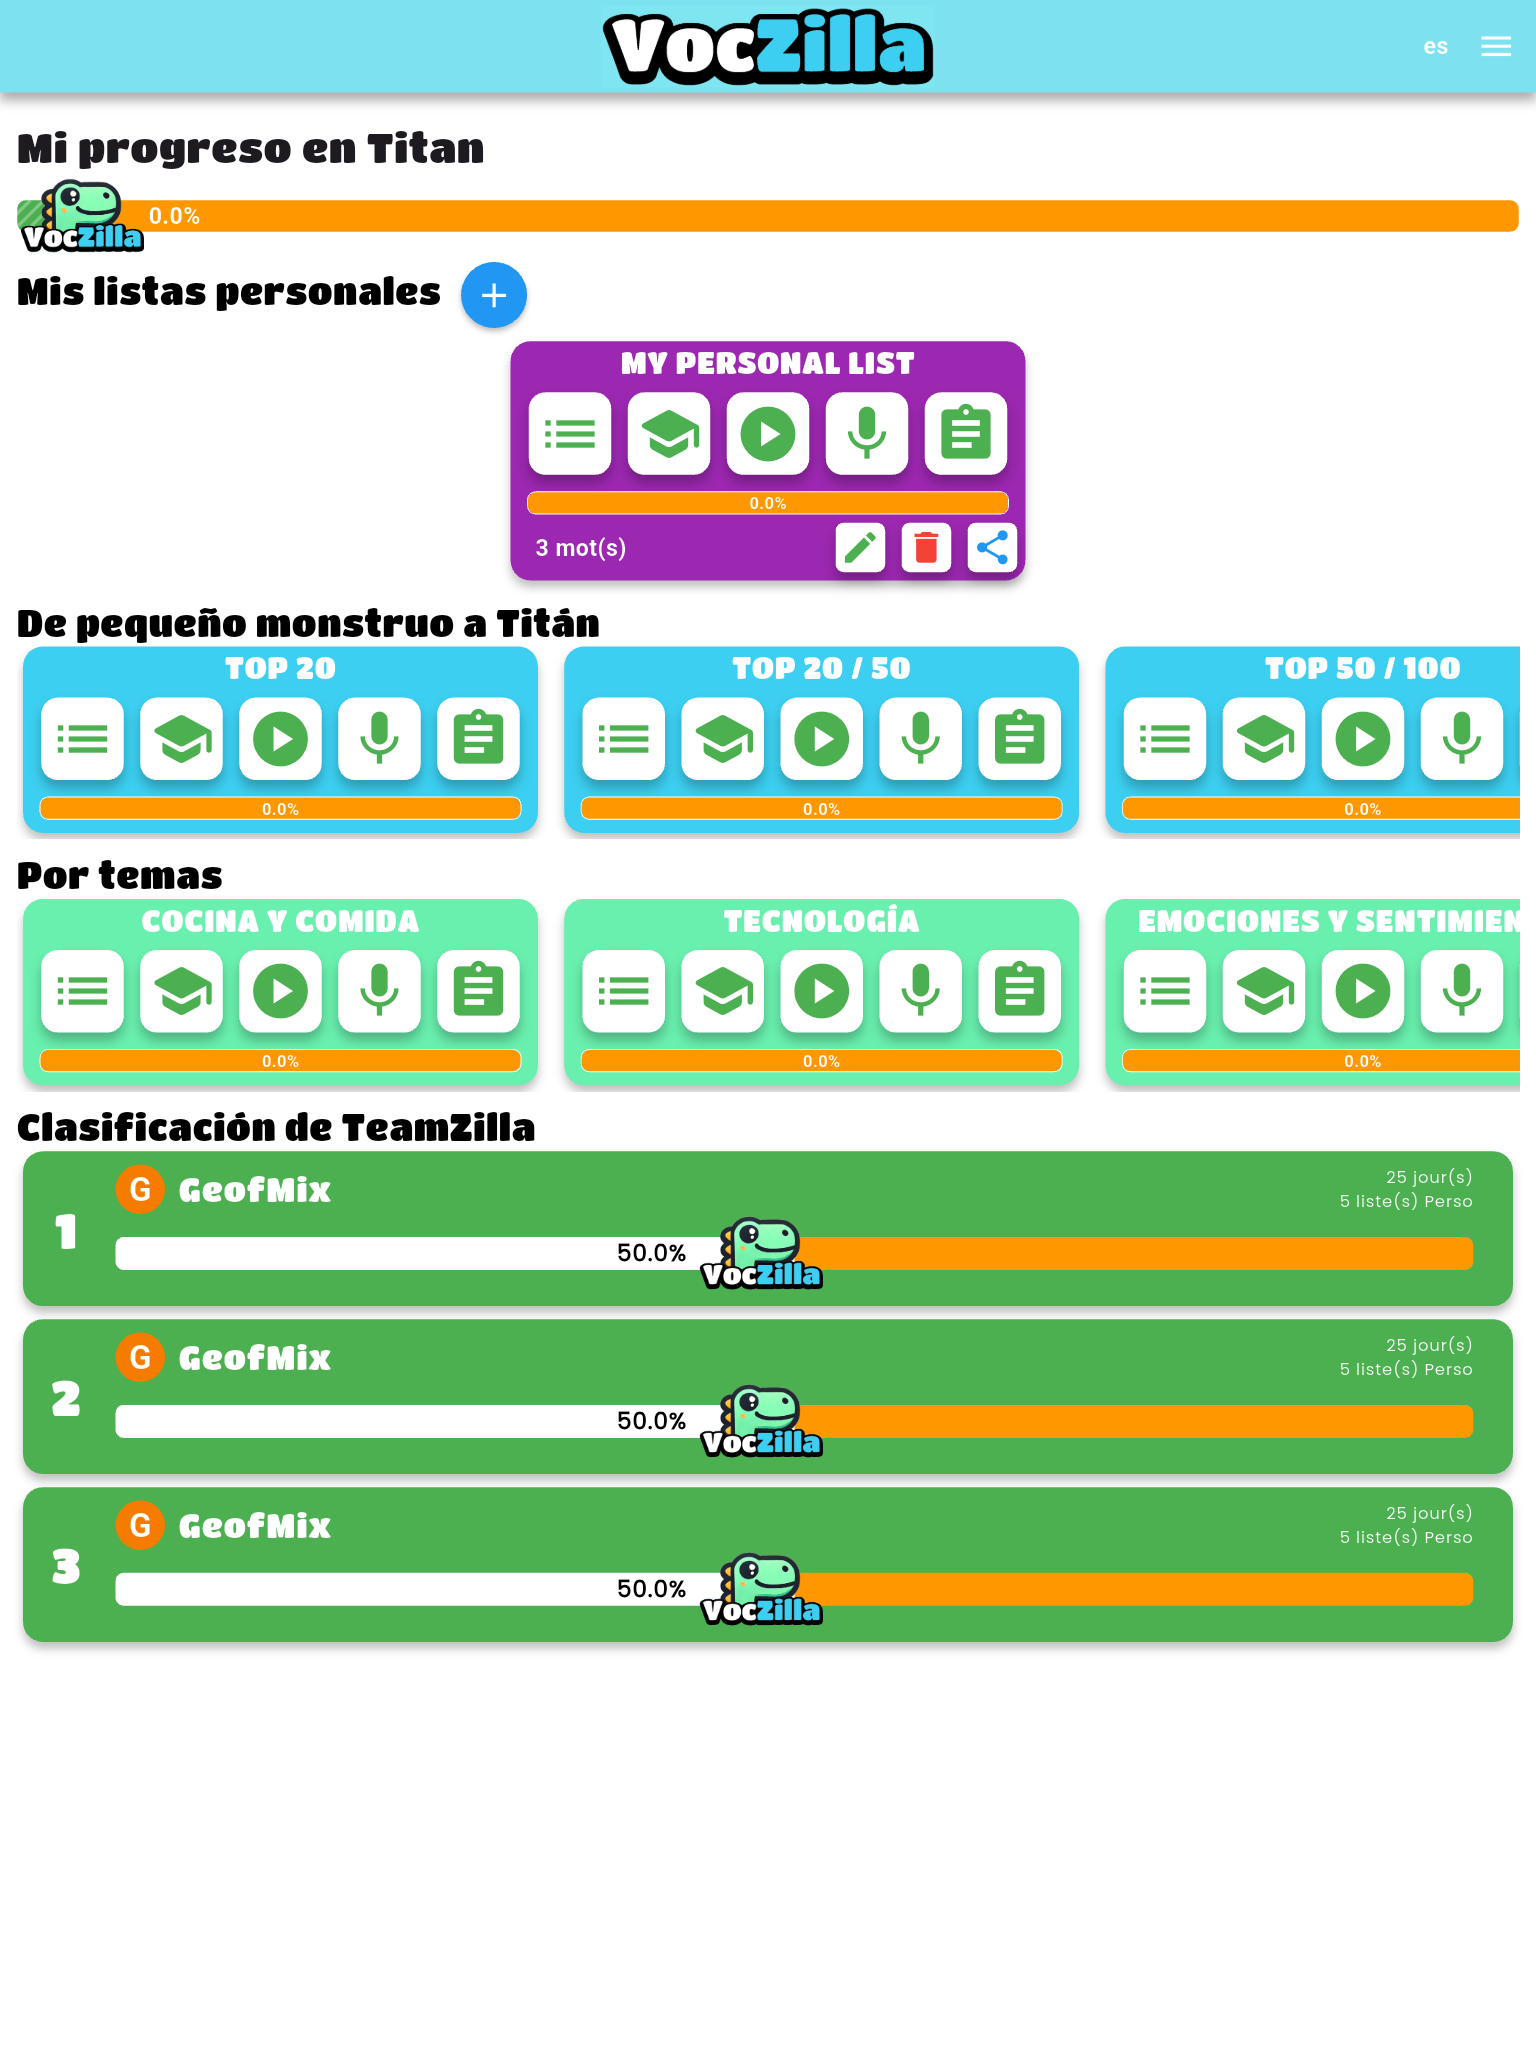 VocZilla
es
Mi progreso en Titan
0.0%
VocZilla
Mis listas personales
MY PERSONAL LIST
0.0%
3 mot(s)
De pequeño monstruo a Titán
TOP 20
TOP 20 / 50
TOP 50 / 100
0.0%
0.0%
0.0%
Por temas
COCINA Y COMIDA
TECNOLOGÍA
EMOCIONES Y SENTIMIEN
0.0%
0.0%
0.0%
Clasificación de TeamZilla
1
G
GeofMix
25 jour(s)
5 liste(s) Perso
50.0%
VocZilla
2
G
GeofMix
25 jour(s)
5 liste(s) Perso
50.0%
VocZilla
3
G
GeofMix
25 jour(s)
5 liste(s) Perso
50.0%
VocZilla